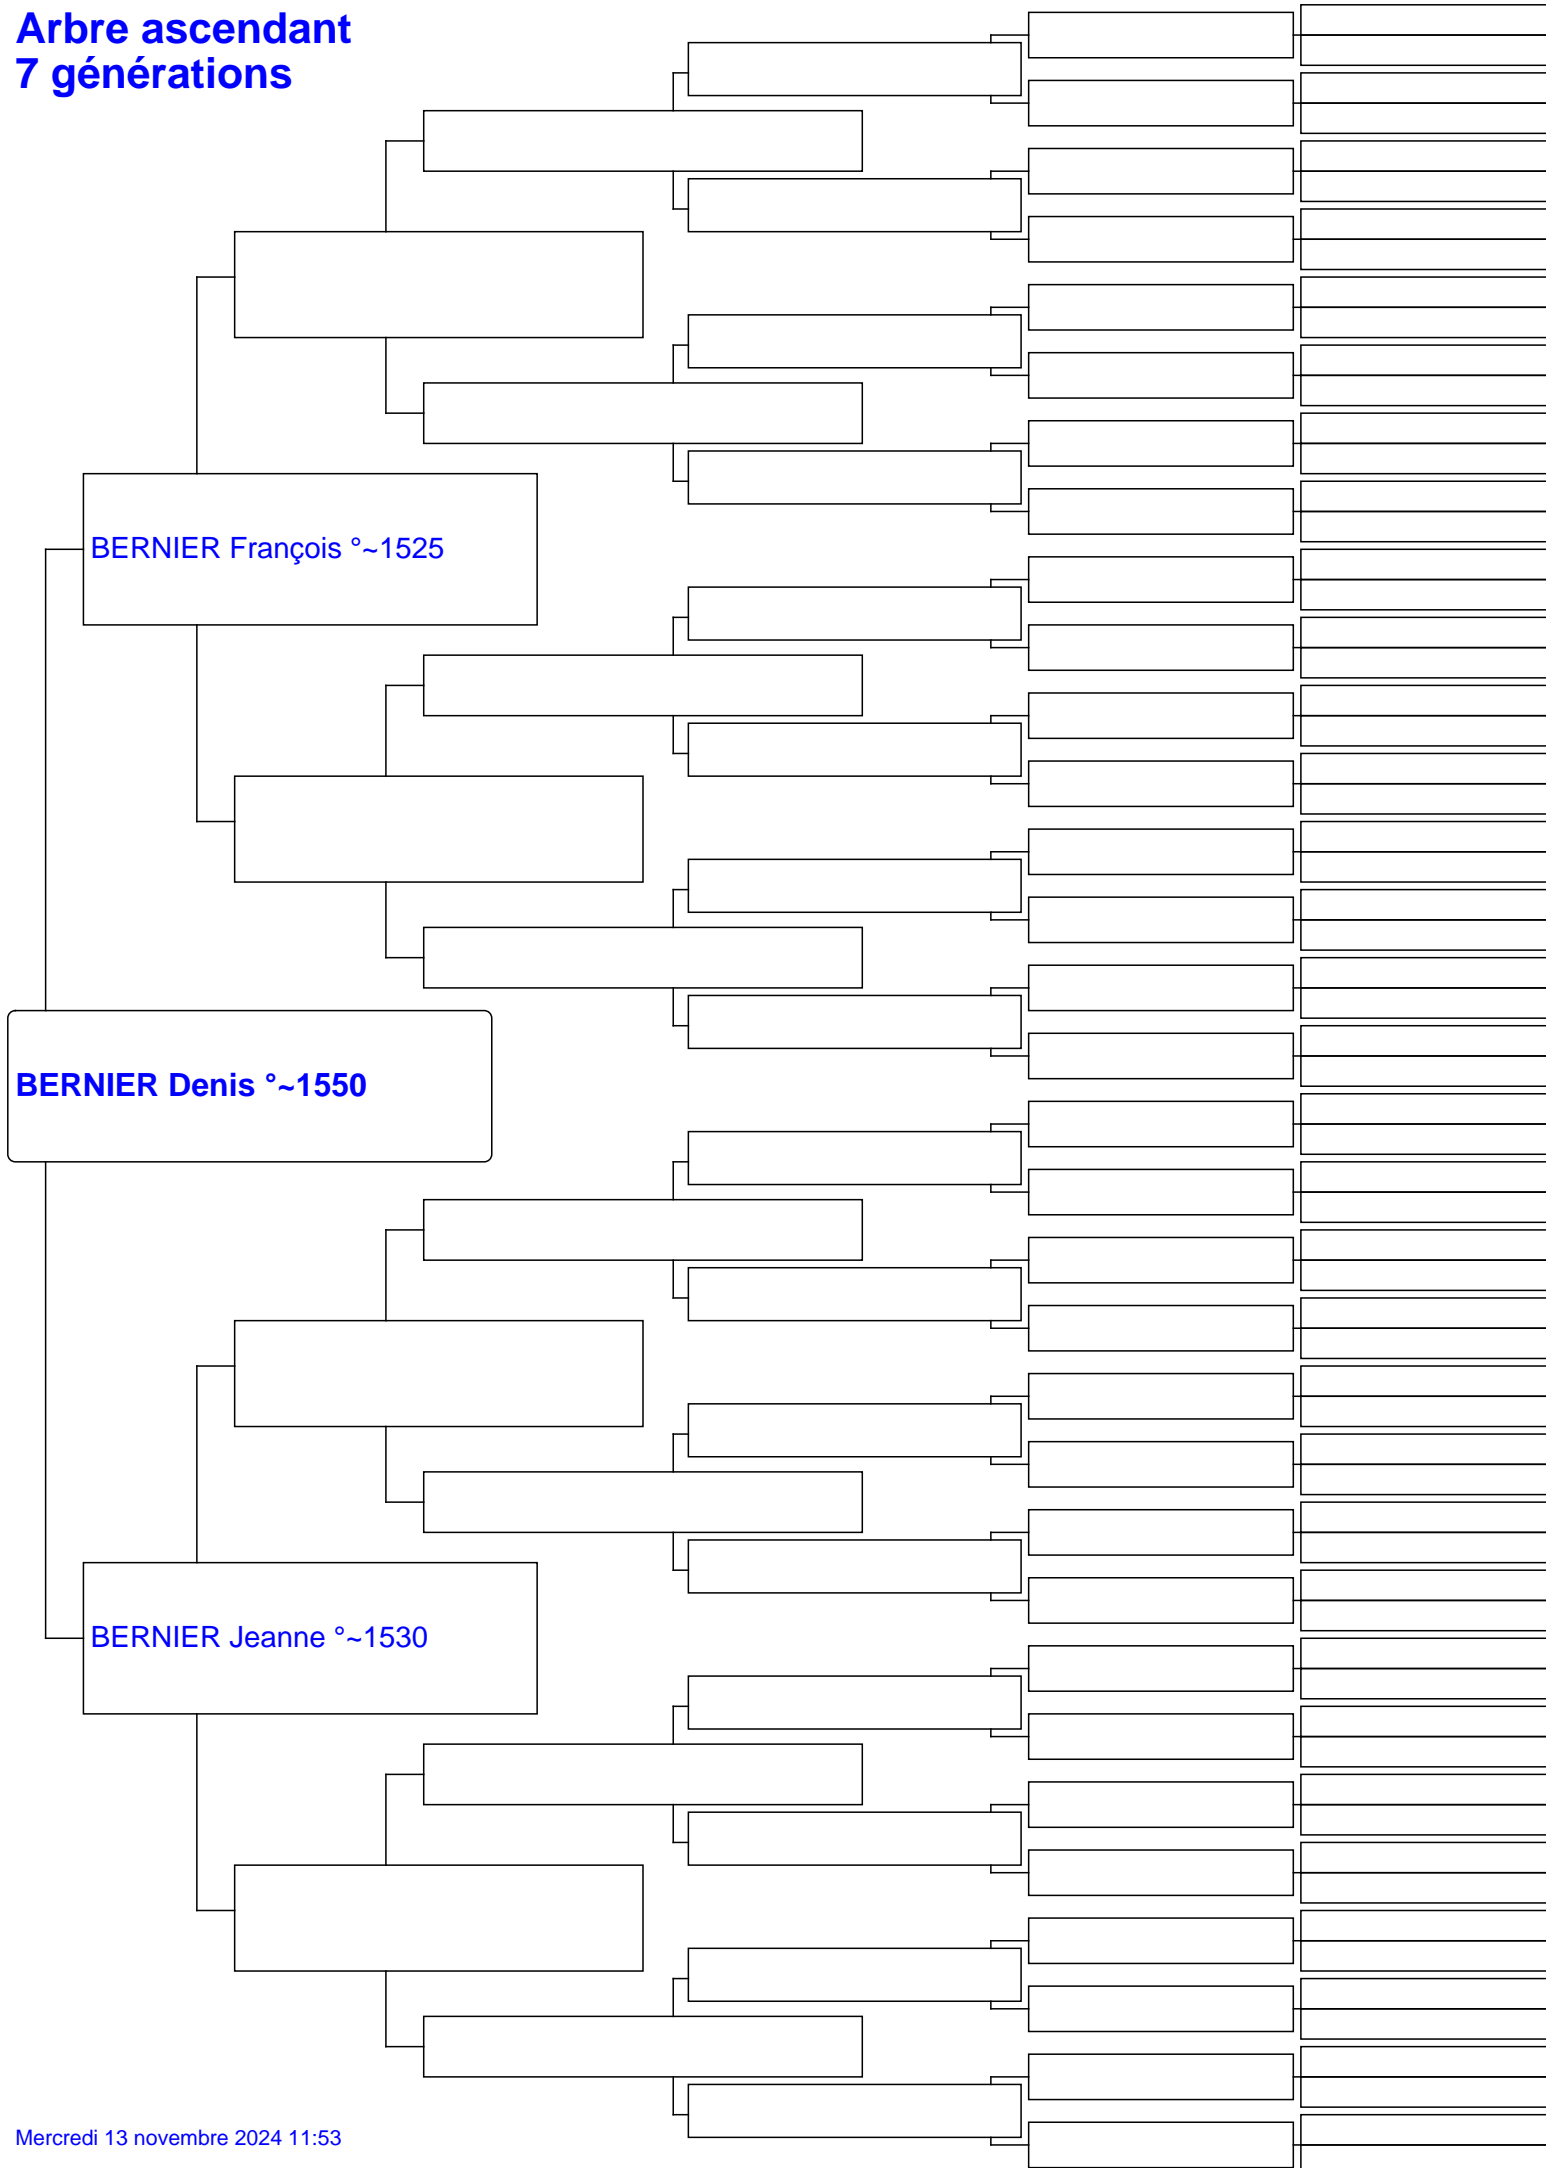 Arbre ascendant
7 générations
BERNIER François °~1525
BERNIER Denis °~1550
BERNIER Jeanne °~1530
Mercredi 13 novembre 2024 11:53